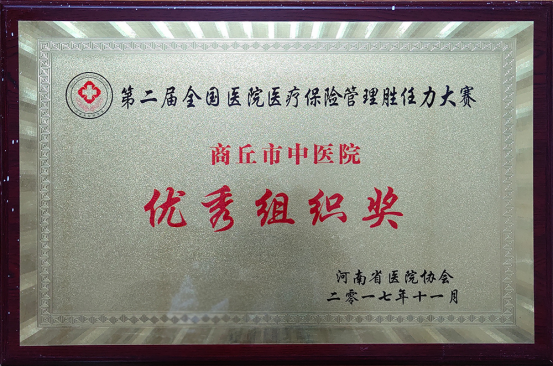 第二届全国医院医疗保险管理胜任力大赛
商丘市中医院
优秀组织奖
河南省医院协会
二零一七年十一月